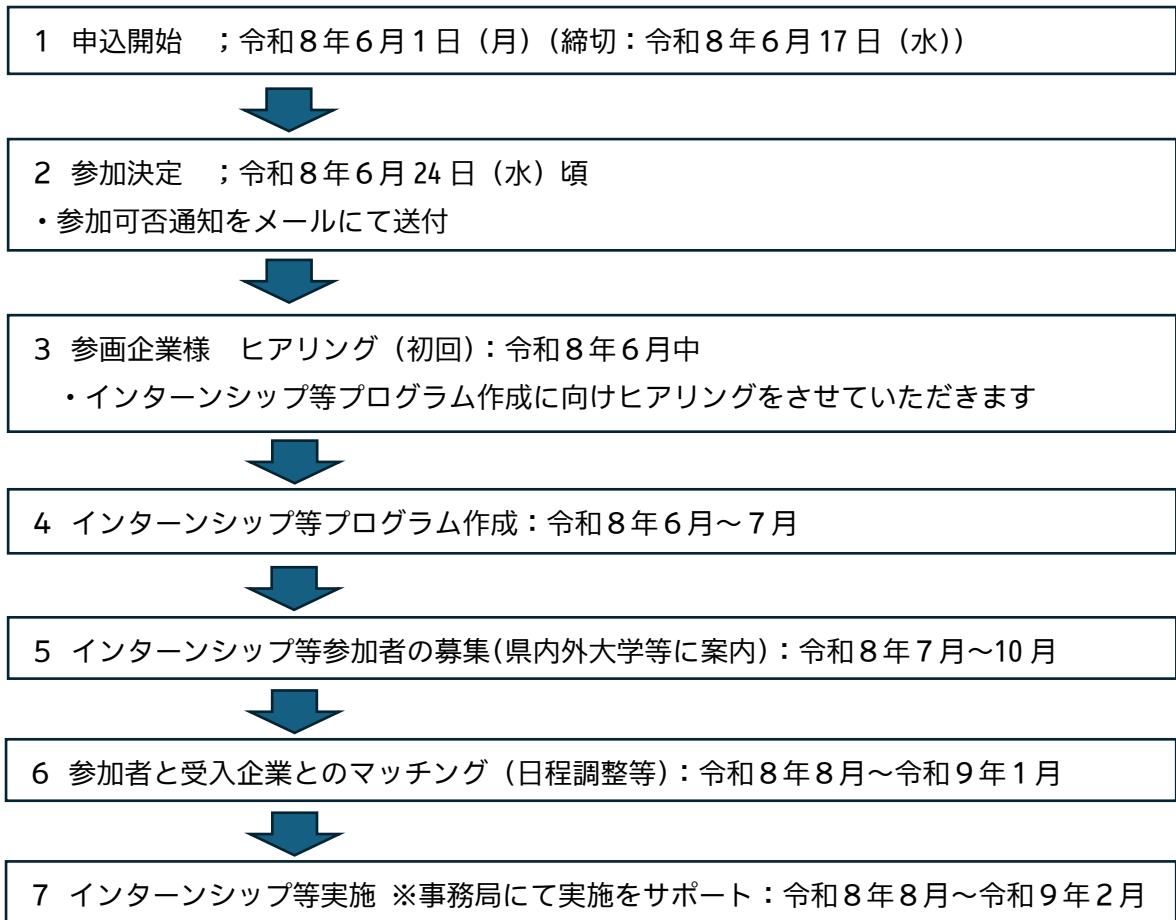 1 申込開始 ;令和8年6月1日(月)(締切:令和8年6月17日(水))
2 参加決定 ;令和8年6月24日(水)頃
・参加可否通知をメールにて送付
3 参画企業様 ヒアリング(初回):令和8年6月中
・インターンシップ等プログラム作成に向けヒアリングをさせていただきます
4 インターンシップ等プログラム作成:令和8年6月~7月
5 インターンシップ等参加者の募集(県内外大学等に案内):令和8年7月~10月
6 参加者と受入企業とのマッチング(日程調整等):令和8年8月~令和9年1月
7 インターンシップ等実施 ※事務局にて実施をサポート:令和8年8月~令和9年2月